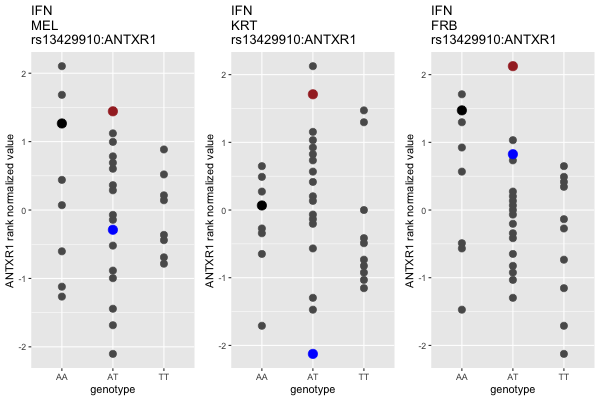 IFN
MEL
rs13429910:ANTXR1
ANTXR1 rank normalized value
2
1
0
-1
-2
AA
AT
TT
genotype
IFN
KRT
rs13429910:ANTXR1
ANTXR1 rank normalized value
2
1
0
-1
-2
AA
AT
TT
genotype
IFN
FRB
rs13429910:ANTXR1
ANTXR1 rank normalized value
2
1
0
-1
-2
AA
AT
TT
genotype